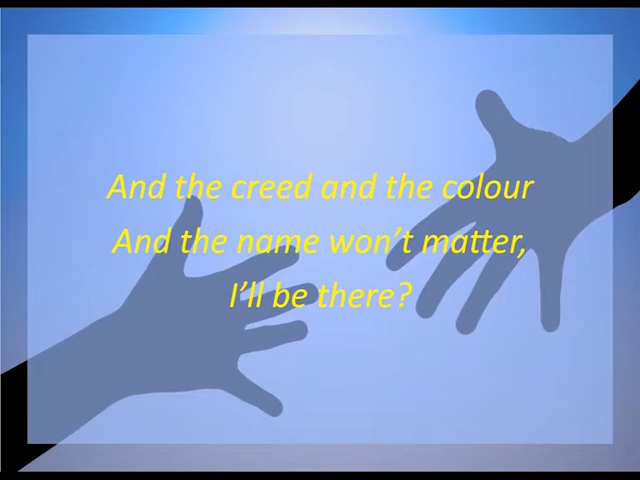 And the creed and the colour
And the name won’t matter,
I’ll be there?